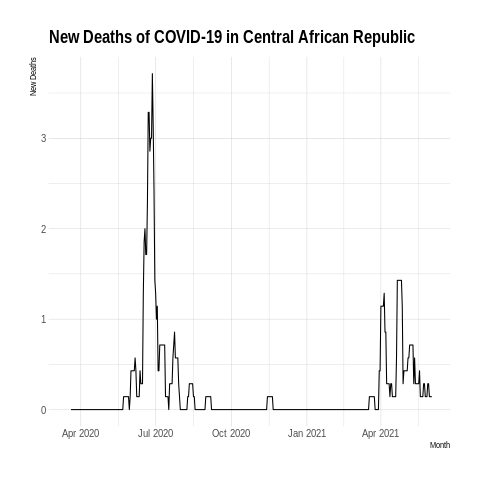 New Deaths of COVID-19 in Central African Republic
New Deaths
3
2
1
0
Apr 2020 Jul 2020 Oct 2020 Jan 2021 Apr 2021
Month